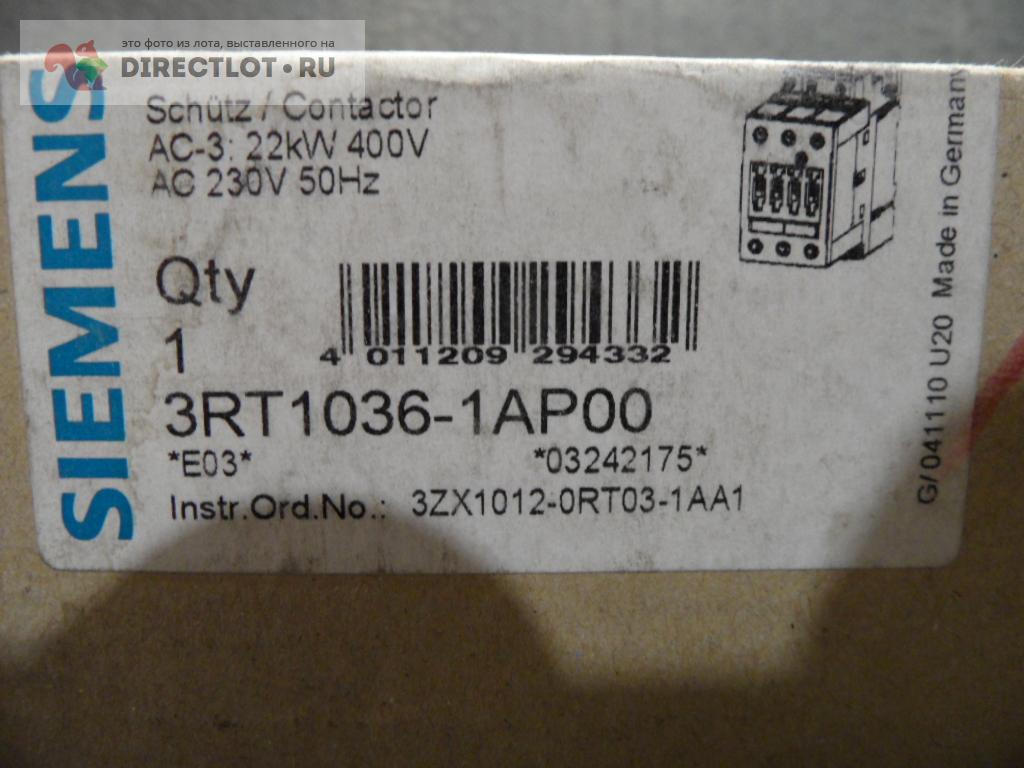 это фото из лота, выставленного на
DIRECTLOT.RU
SIEMENS
Schütz / Contactor
AC-3: 22kW 400V
AC 230V 50Hz
Qty
1
4 011209 294332
3RT1036-1AP00
*E03* *03242175*
Instr.Ord.No.: 3ZX1012-0RT03-1AA1
G/041110 U20 Made in Germany